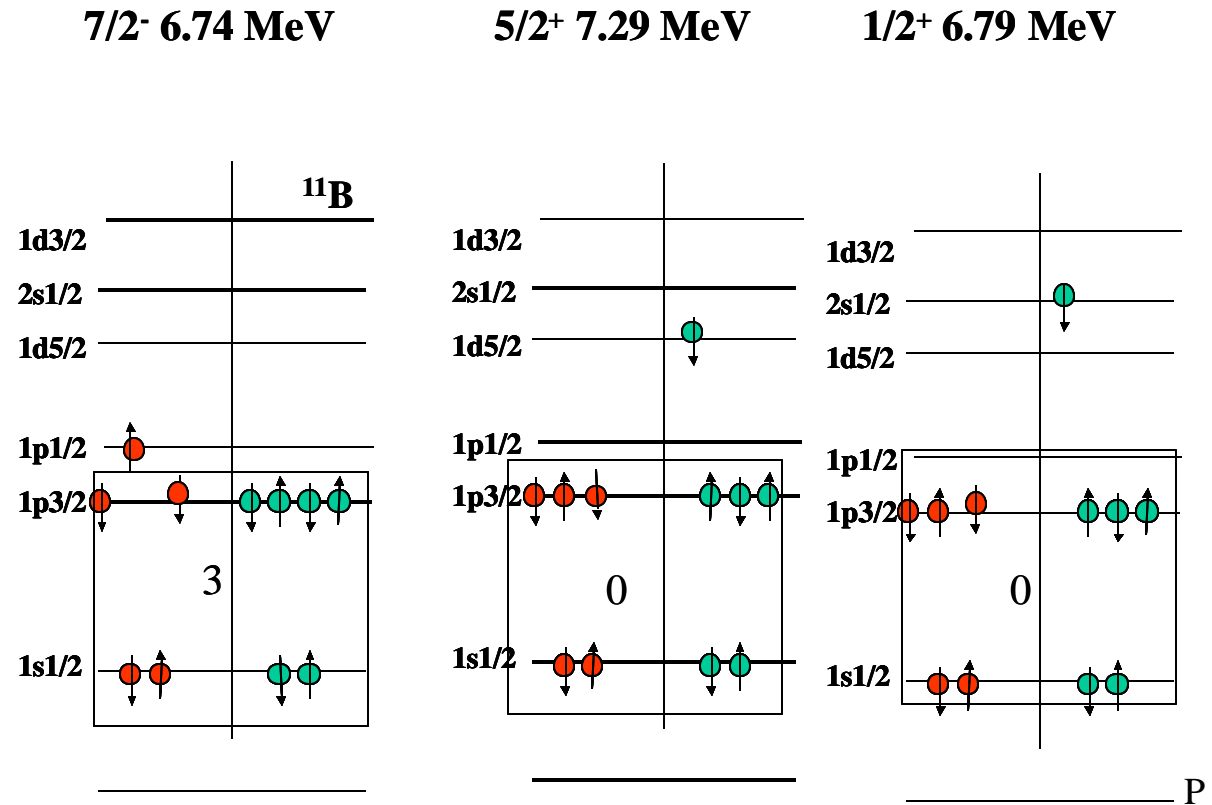 7/2⁻ 6.74 MeV
5/2⁺ 7.29 MeV
1/2⁺ 6.79 MeV
¹¹B
1d3/2
2s1/2
1d5/2
1p1/2
1p3/2
3
1s1/2
1d3/2
2s1/2
1d5/2
1p1/2
1p3/2
0
1s1/2
1d3/2
2s1/2
1d5/2
1p1/2
1p3/2
0
1s1/2
P